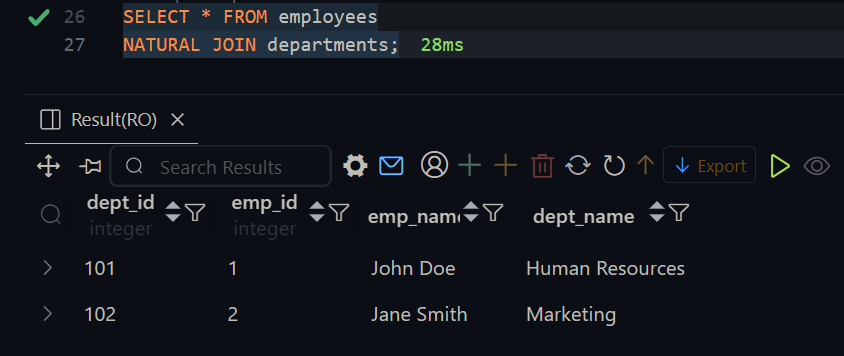 26 SELECT * FROM employees
27 NATURAL JOIN departments; 28ms
Result(RO)
Search Results Export
dept_id emp_id emp_name dept_name
integer integer
101 1 John Doe Human Resources
102 2 Jane Smith Marketing